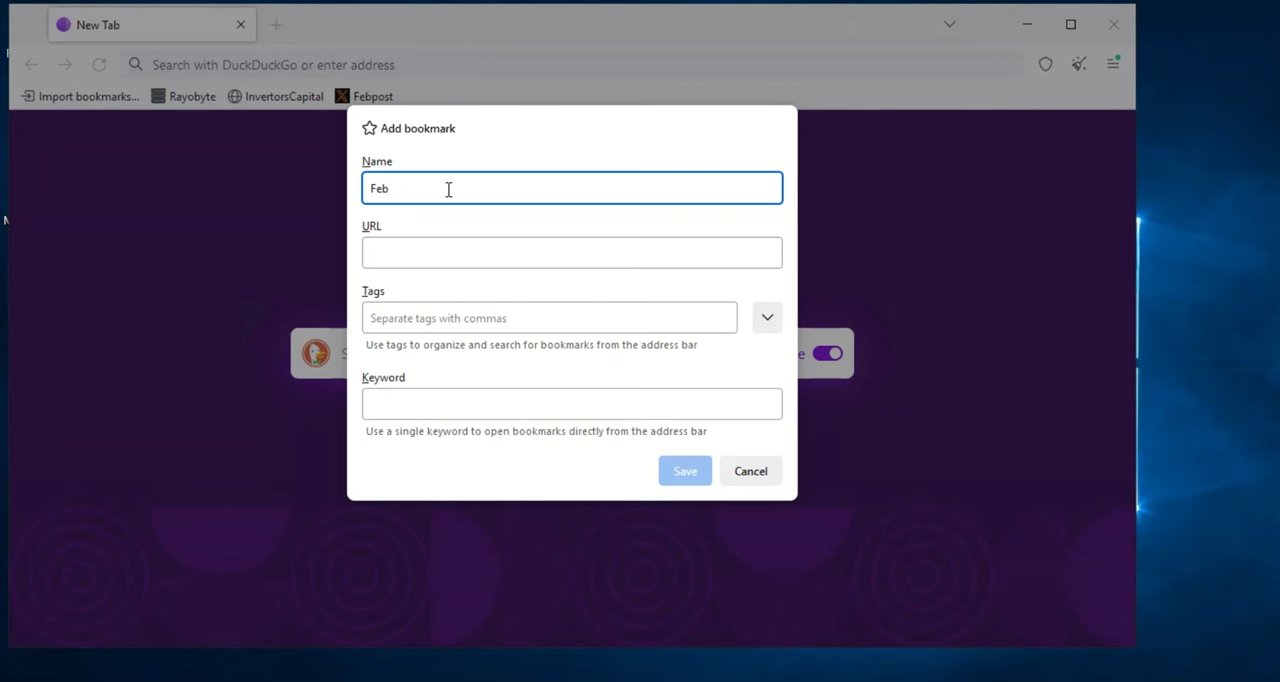 New Tab
Search with DuckDuckGo or enter address
Import bookmarks... Rayobyte InvertorsCapital Febpost
Add bookmark
Name
Feb
URL
Tags
Separate tags with commas
Use tags to organize and search for bookmarks from the address bar
Keyword
Use a single keyword to open bookmarks directly from the address bar
Save Cancel